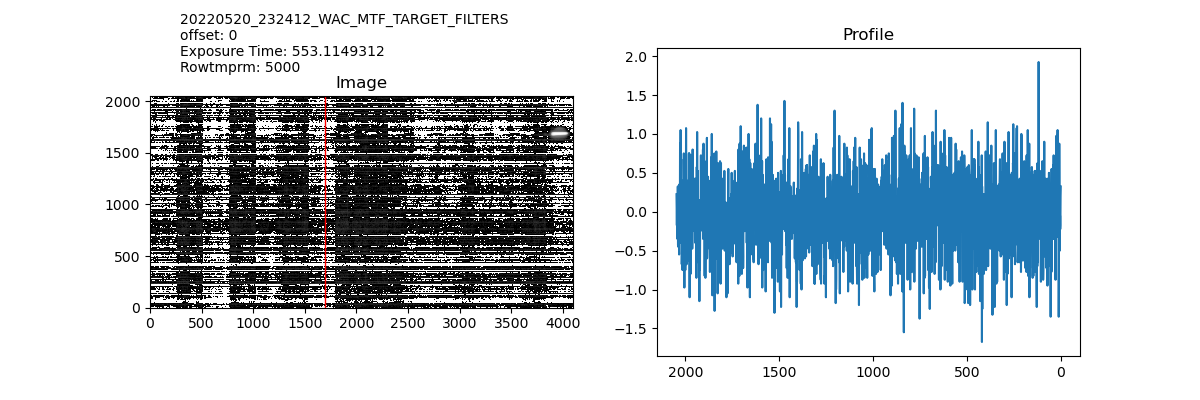 20220520_232412_WAC_MTF_TARGET_FILTERS
offset: 0
Exposure Time: 553.1149312
Rowtmprm: 5000
Image
2000
1500
1000
500
0
0 500 1000 1500 2000 2500 3000 3500 4000
Profile
2.0
1.5
1.0
0.5
0.0
−0.5
−1.0
−1.5
2000 1500 1000 500 0